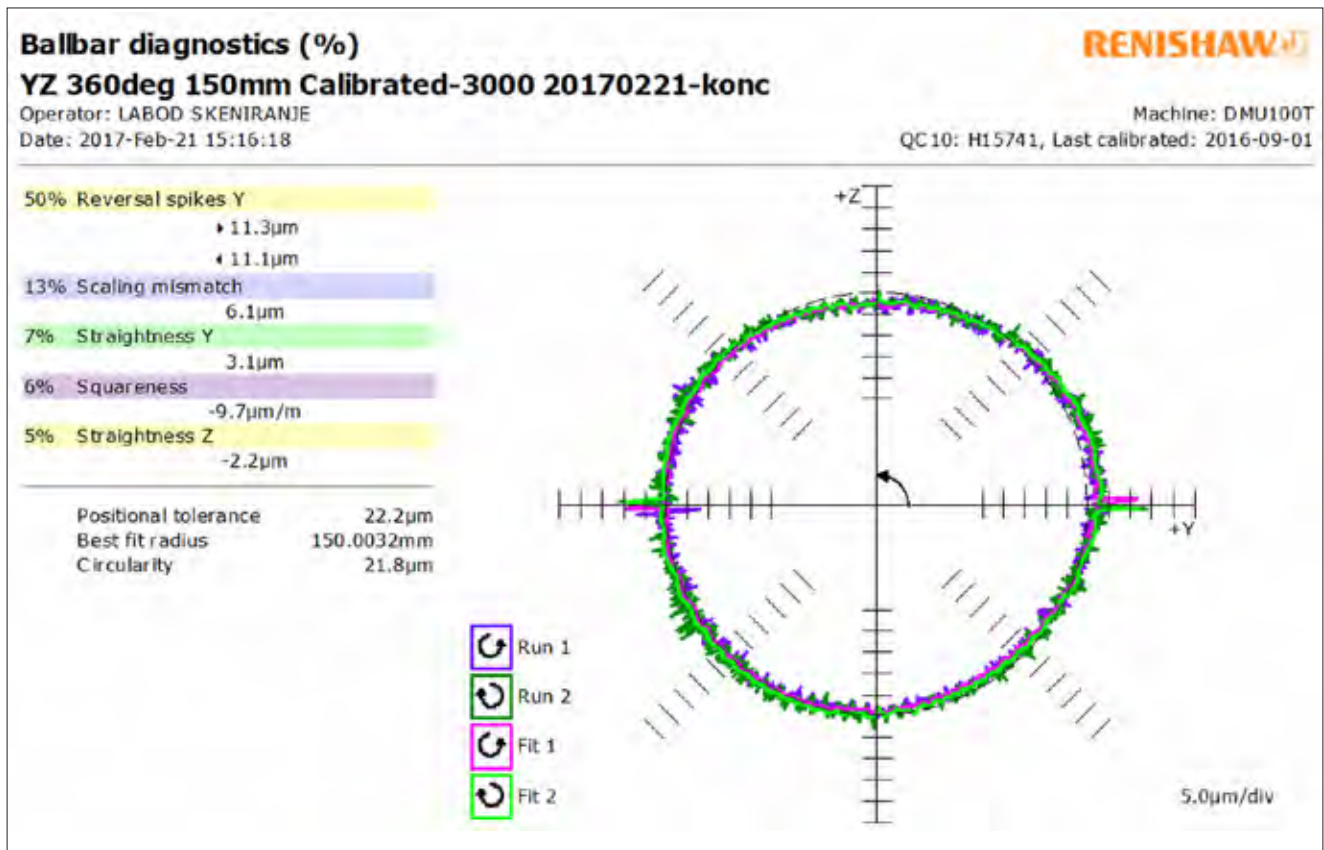 Ballbar diagnostics (%)
RENISHAW
YZ 360deg 150mm Calibrated-3000 20170221-konc
Operator: LABOD SKENIRANJE
Machine: DMU100T
Date: 2017-Feb-21 15:16:18
QC10: H15741, Last calibrated: 2016-09-01
50% Reversal spikes Y
▸ 11.3µm
◂ 11.1µm
13% Scaling mismatch
6.1µm
7% Straightness Y
3.1µm
6% Squareness
-9.7µm/m
5% Straightness Z
-2.2µm
Positional tolerance 22.2µm
Best fit radius 150.0032mm
Circularity 21.8µm
+Z
+Y
Run 1
Run 2
Fit 1
Fit 2
5.0µm/div